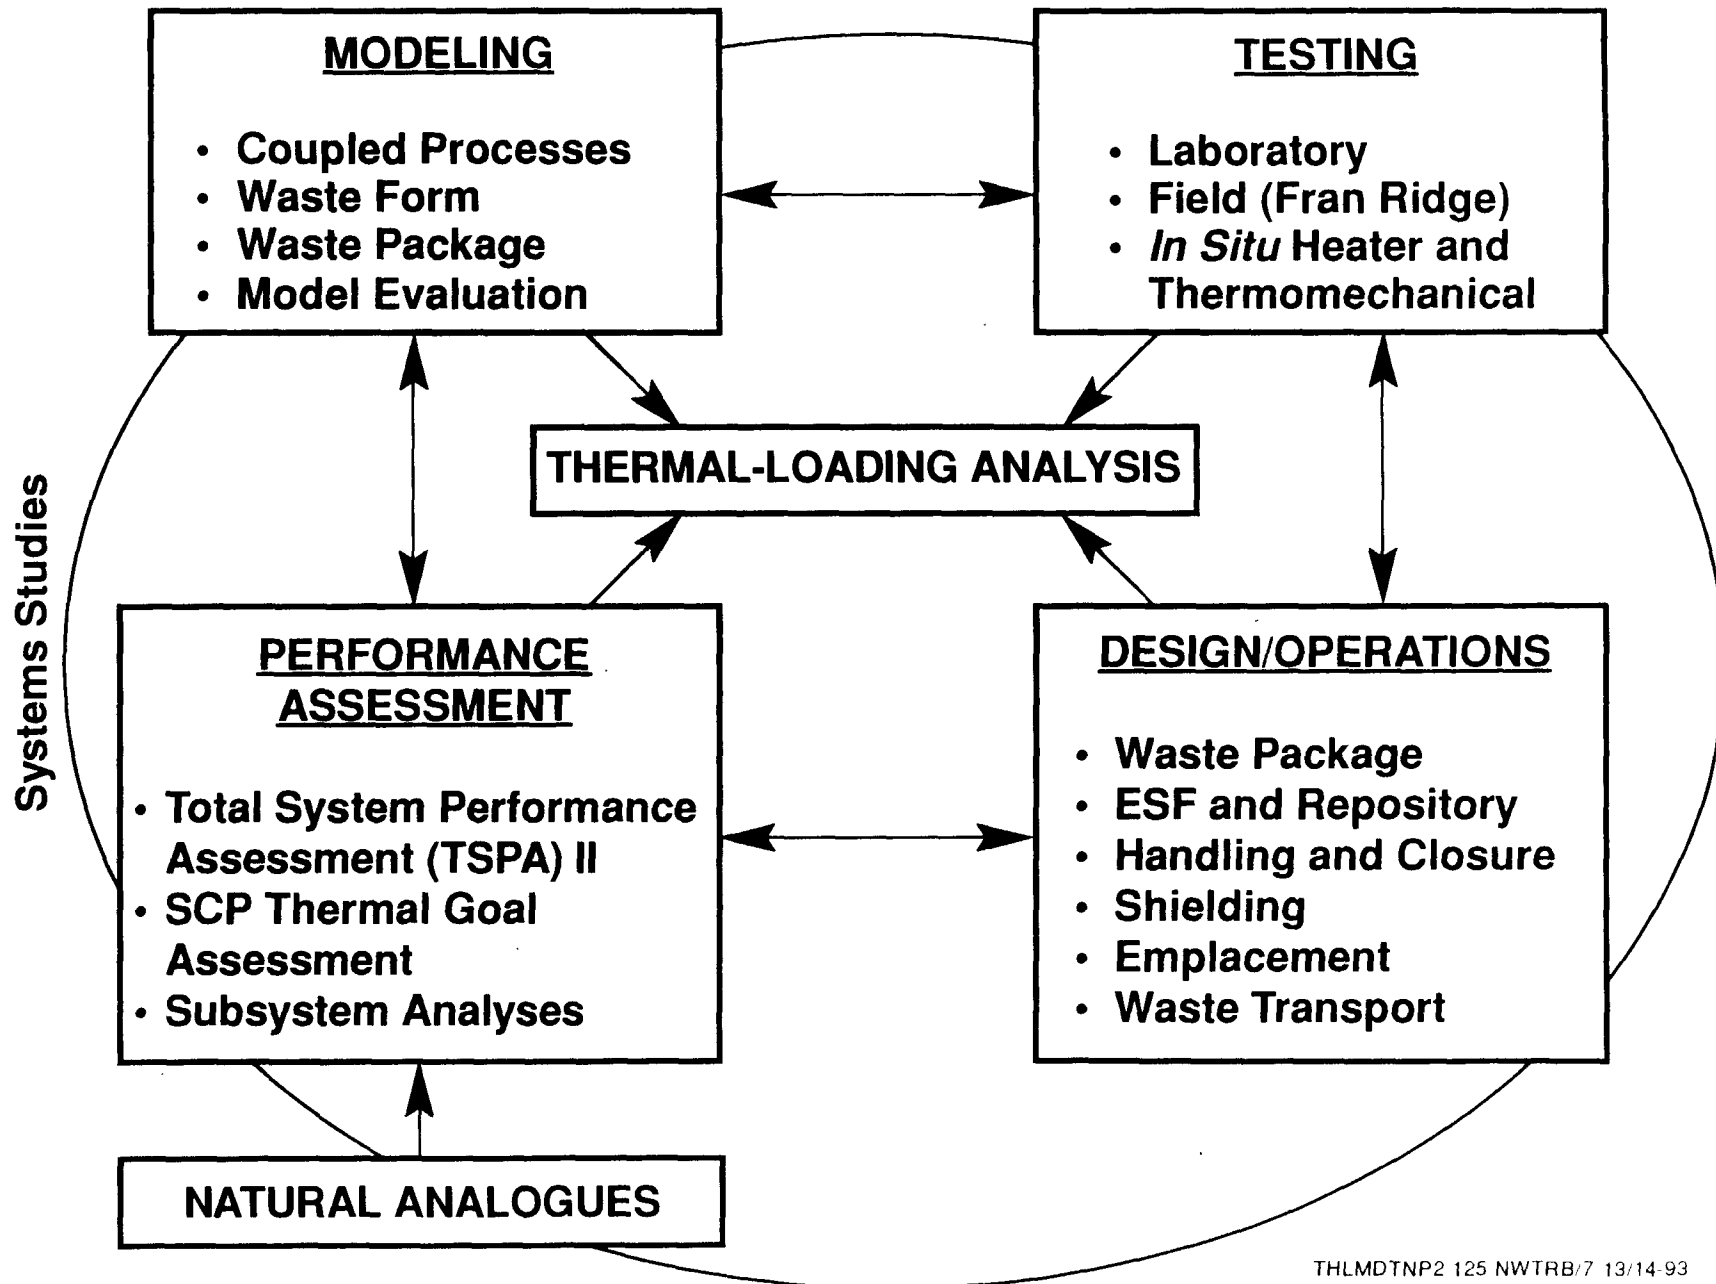 MODELING
• Coupled Processes
• Waste Form
• Waste Package
• Model Evaluation
TESTING
• Laboratory
• Field (Fran Ridge)
• In Situ Heater and
Thermomechanical
THERMAL-LOADING ANALYSIS
Systems Studies
PERFORMANCE
ASSESSMENT
• Total System Performance
Assessment (TSPA) II
• SCP Thermal Goal
Assessment
• Subsystem Analyses
DESIGN/OPERATIONS
• Waste Package
• ESF and Repository
• Handling and Closure
• Shielding
• Emplacement
• Waste Transport
NATURAL ANALOGUES
THLMDTNP2 125 NWTRB/7 13/14-93